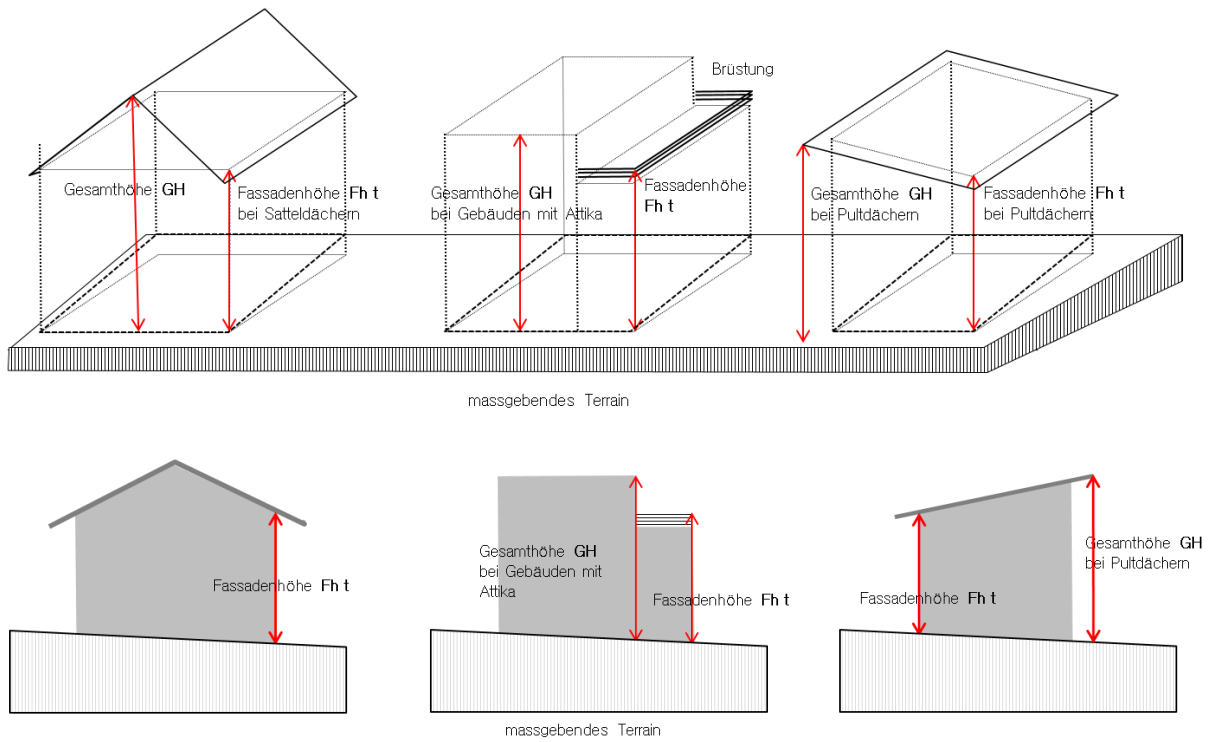 Brüstung
Gesamthöhe GH
Fassadenhöhe Fh t
bei Satteldächern
Gesamthöhe GH
bei Gebäuden mit Attika
Fassadenhöhe
Fh t
Gesamthöhe GH
bei Pultdächern
Fassadenhöhe Fh t
bei Pultdächern
massgebendes Terrain
Fassadenhöhe Fh t
Gesamthöhe GH
bei Gebäuden mit
Attika
Fassadenhöhe Fh t
Gesamthöhe GH
bei Pultdächern
Fassadenhöhe Fh t
massgebendes Terrain